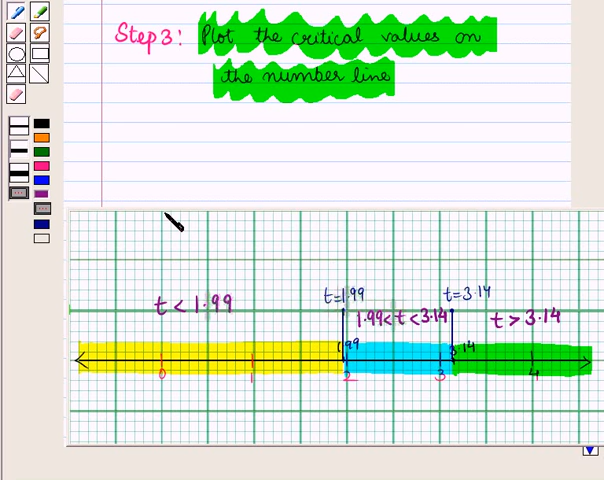 Step 3: Plot the critical values on
the number line
t=1.99 t=3.14
t < 1.99 1.99 < t < 3.14 t > 3.14
1.99 3.14
0 1 2 3 4